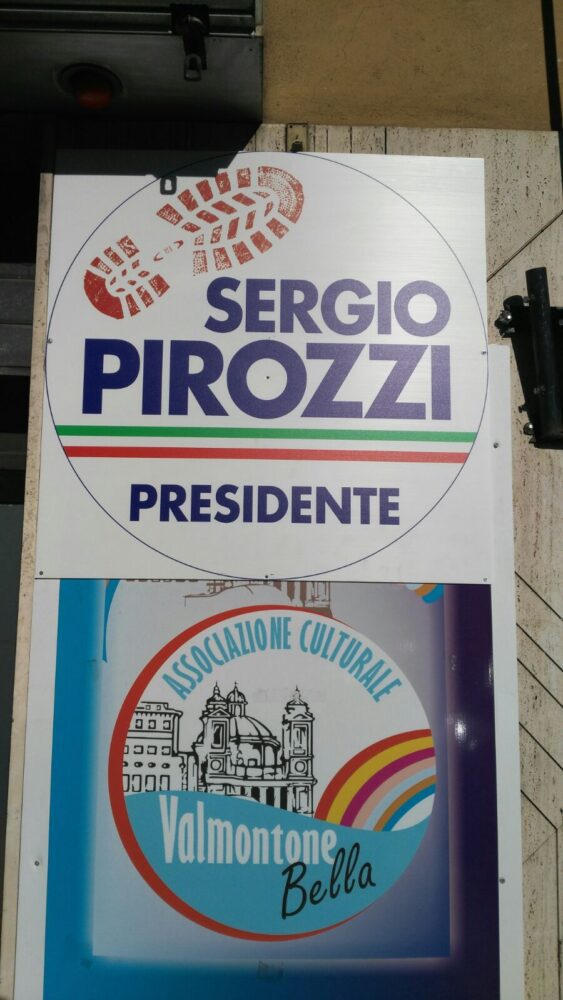 SERGIO
PIROZZI
PRESIDENTE
ASSOCIAZIONE CULTURALE
Valmontone
Bella